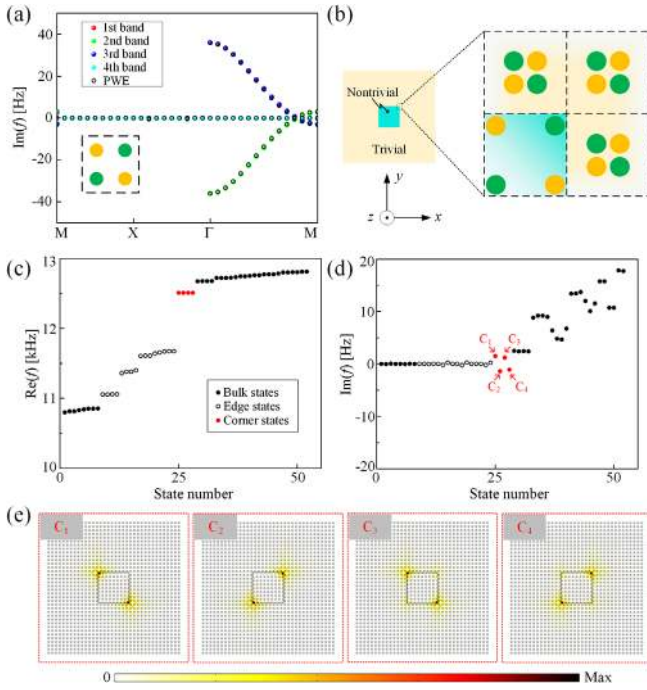 (a)
1st band
2nd band
3rd band
4th band
PWE
Im(f) [Hz]
40
20
0
-20
-40
M
X
Γ
M
(b)
Nontrivial
Trivial
y
z
x
(c)
Re(f) [kHz]
13
12
11
10
Bulk states
Edge states
Corner states
0
25
50
State number
(d)
Im(f) [Hz]
20
10
0
-10
-20
C1
C3
C2
C4
0
25
50
State number
(e)
C1
C2
C3
C4
0
Max